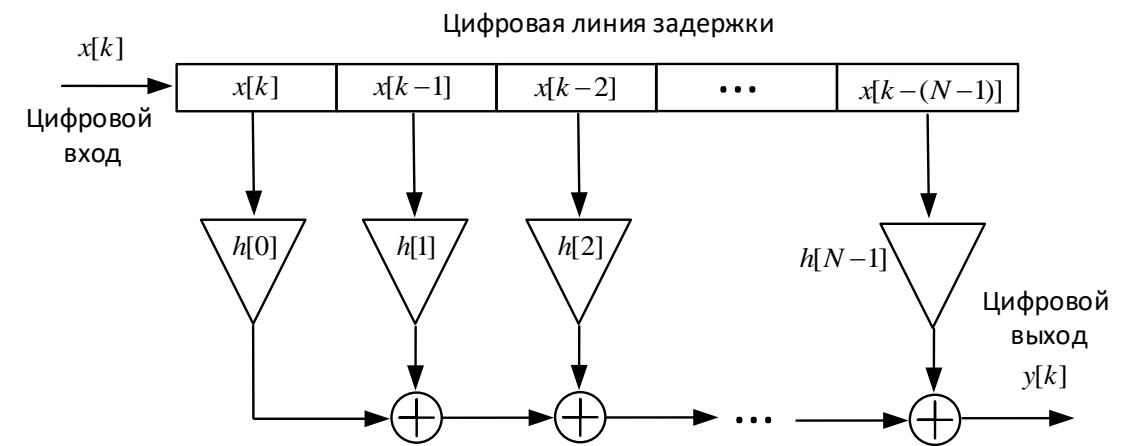 Цифровая линия задержки
x[k]
Цифровой
вход
x[k] x[k−1] x[k−2] ··· x[k−(N−1)]
h[0] h[1] h[2] h[N−1]
Цифровой
выход
y[k]
···